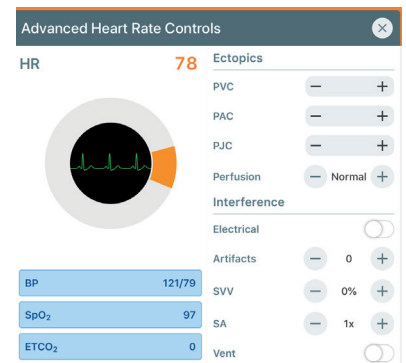 Advanced Heart Rate Controls
HR 78
BP 121/79
SpO₂ 97
ETCO₂ 0
Ectopics
PVC − +
PAC − +
PJC − +
Perfusion − Normal +
Interference
Electrical
Artifacts − 0 +
SVV − 0% +
SA − 1x +
Vent